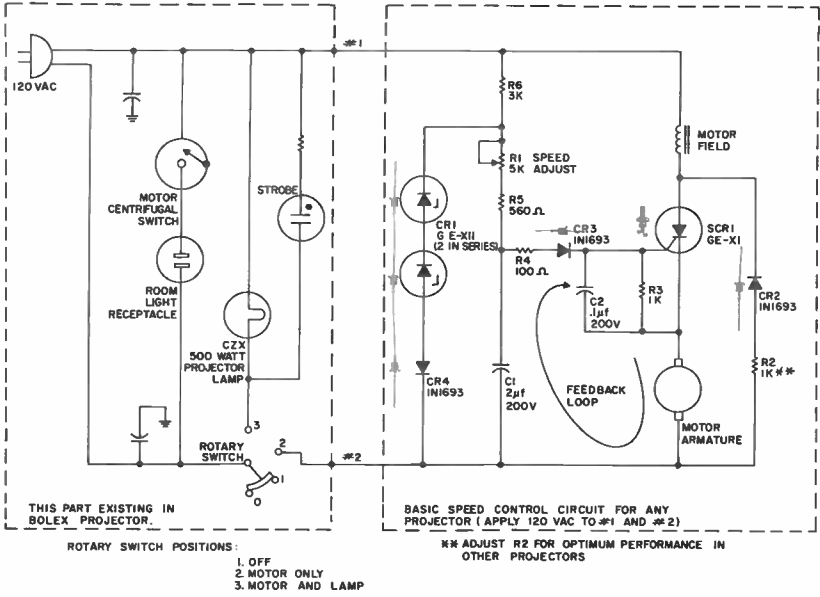 #1
120 VAC
R6
3K
MOTOR
FIELD
R1 SPEED
5K ADJUST
MOTOR
CENTRIFUGAL
SWITCH
STROBE
R5
560 Ω
CR1
G E-X11
(2 IN SERIES)
CR3
IN1693
SCR1
GE-X1
R4
100 Ω
ROOM
LIGHT
RECEPTACLE
C2
.1µf
200V
R3
1K
CR2
IN1693
CZX
500 WATT
PROJECTOR
LAMP
CR4
IN1693
C1
2µf
200V
FEEDBACK
LOOP
R2
1K**
MOTOR
ARMATURE
3
ROTARY
SWITCH
2
1
0
#2
THIS PART EXISTING IN
BOLEX PROJECTOR.
BASIC SPEED CONTROL CIRCUIT FOR ANY
PROJECTOR (APPLY 120 VAC TO #1 AND #2)
ROTARY SWITCH POSITIONS:
1. OFF
2. MOTOR ONLY
3. MOTOR AND LAMP
** ADJUST R2 FOR OPTIMUM PERFORMANCE IN
OTHER PROJECTORS